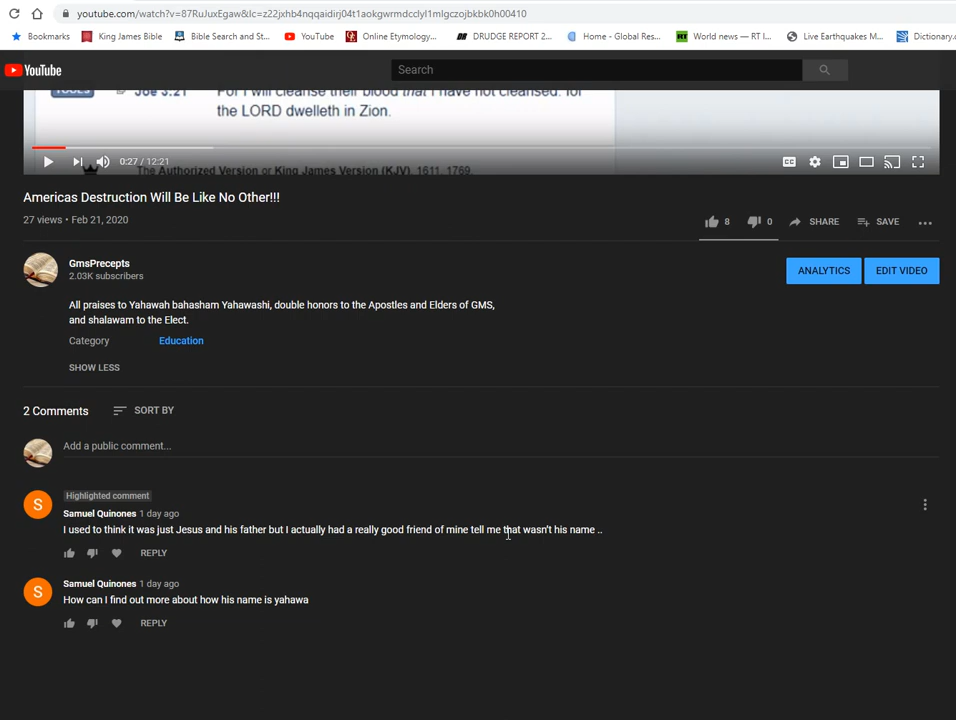 youtube.com/watch?v=87RuJuxEgaw&lc=z22jxhb4nqqaidirj04t1aokgwrmdcclyl1mlgczojbkbk0h00410
Bookmarks King James Bible Bible Search and St... YouTube Online Etymology... DRUDGE REPORT 2... Home - Global Res... World news — RT I... Live Earthquakes M... Dictionary.c
YouTube Search
TOOLS Joe 3:21 For I will cleanse their blood that I have not cleansed: for
the LORD dwelleth in Zion.
0:27 / 12:21 CC
The Authorized Version or King James Version (KJV), 1611, 1769.
Americas Destruction Will Be Like No Other!!!
27 views • Feb 21, 2020
8 0 SHARE SAVE
GmsPrecepts
2.03K subscribers
ANALYTICS EDIT VIDEO
All praises to Yahawah bahasham Yahawashi, double honors to the Apostles and Elders of GMS,
and shalawam to the Elect.
Category Education
SHOW LESS
2 Comments SORT BY
Add a public comment...
Highlighted comment
S Samuel Quinones 1 day ago
I used to think it was just Jesus and his father but I actually had a really good friend of mine tell me that wasn't his name ..
REPLY
S Samuel Quinones 1 day ago
How can I find out more about how his name is yahawa
REPLY